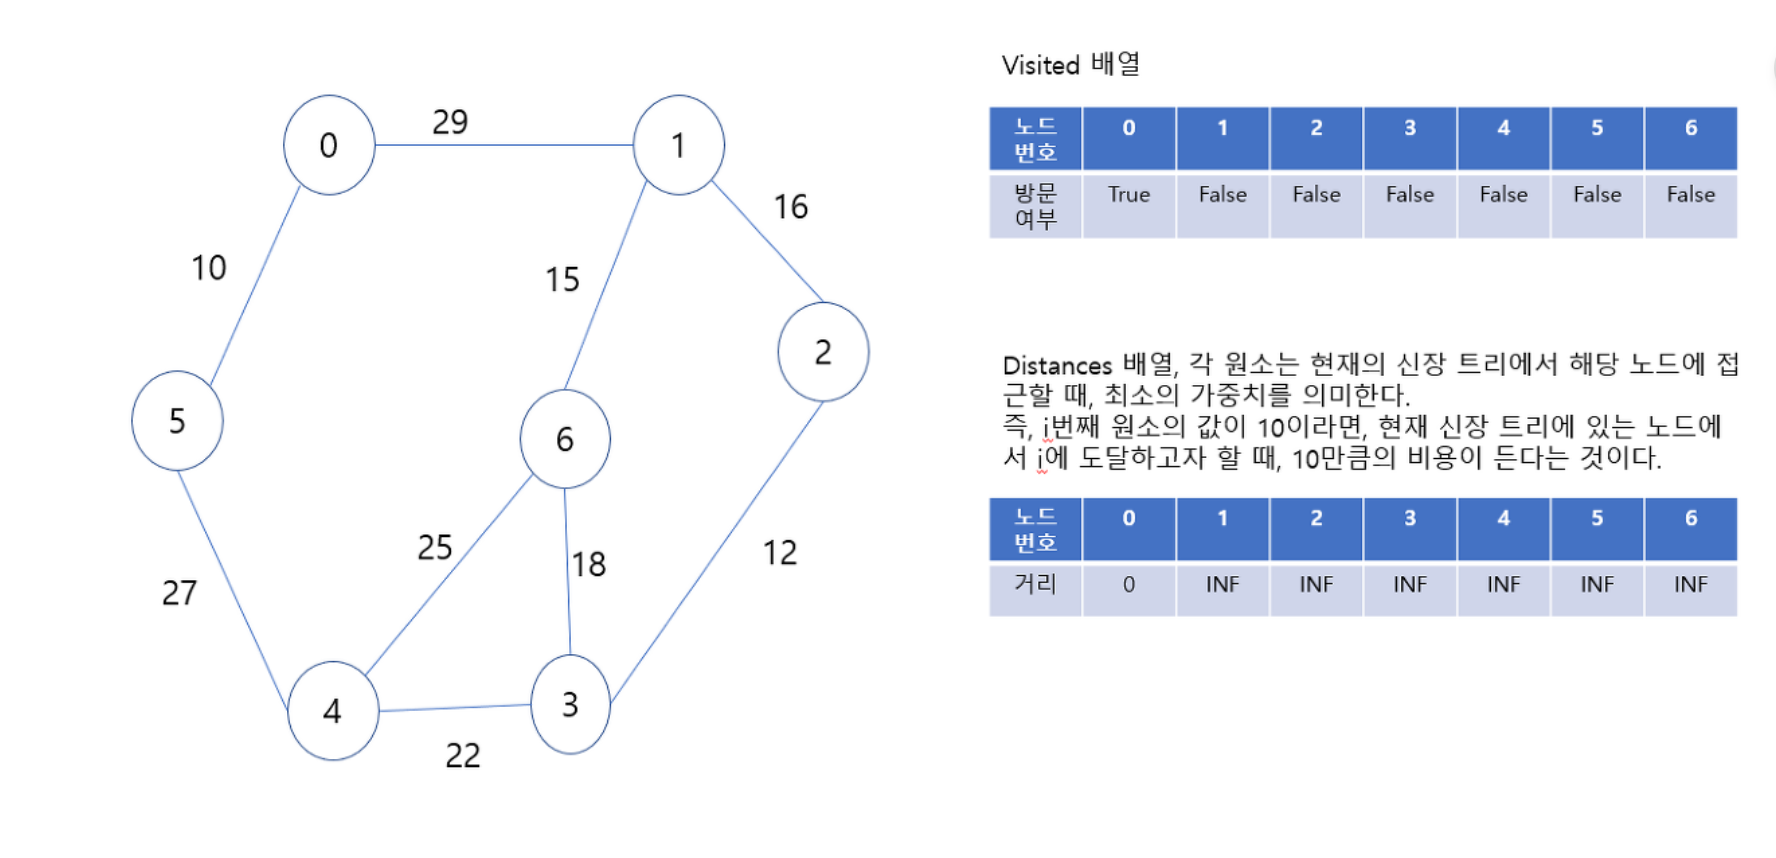 0
29
1
16
10
15
2
5
6
25
18
12
27
4
3
22
Visited 배열
노드 번호 0 1 2 3 4 5 6
방문 여부 True False False False False False False
Distances 배열, 각 원소는 현재의 신장 트리에서 해당 노드에 접
근할 때, 최소의 가중치를 의미한다.
즉, i번째 원소의 값이 10이라면, 현재 신장 트리에 있는 노드에
서 i에 도달하고자 할 때, 10만큼의 비용이 든다는 것이다.
노드 번호 0 1 2 3 4 5 6
거리 0 INF INF INF INF INF INF